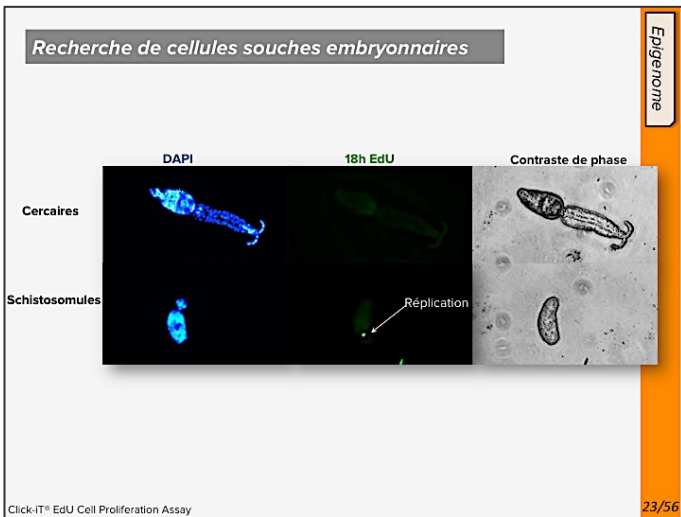 Recherche de cellules souches embryonnaires
Epigenome
DAPI
18h EdU
Contraste de phase
Cercaires
Schistosomules
Réplication
Click-iT® EdU Cell Proliferation Assay
23/56